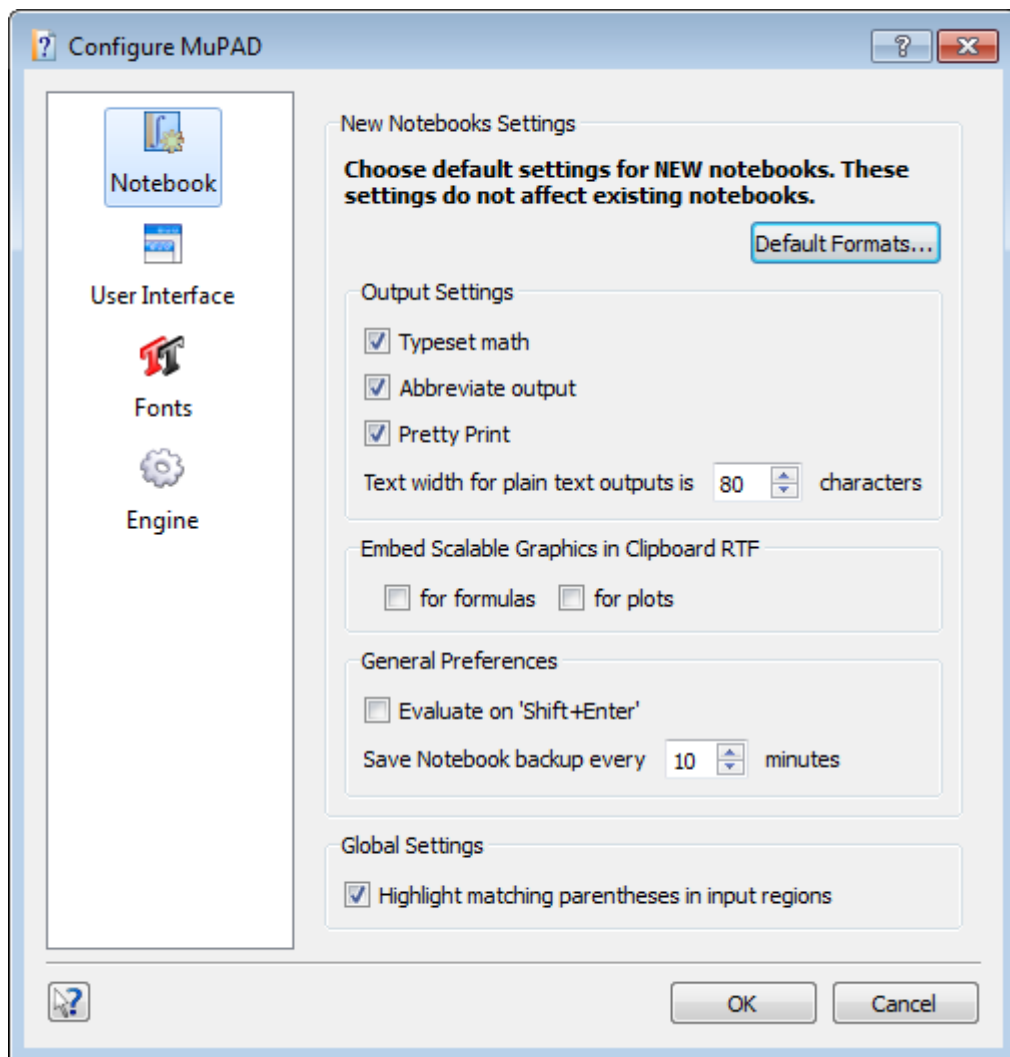 Configure MuPAD
Notebook
User Interface
Fonts
Engine
New Notebooks Settings
Choose default settings for NEW notebooks. These
settings do not affect existing notebooks.
Default Formats...
Output Settings
Typeset math
Abbreviate output
Pretty Print
Text width for plain text outputs is 80 characters
Embed Scalable Graphics in Clipboard RTF
for formulas for plots
General Preferences
Evaluate on 'Shift+Enter'
Save Notebook backup every 10 minutes
Global Settings
Highlight matching parentheses in input regions
OK Cancel